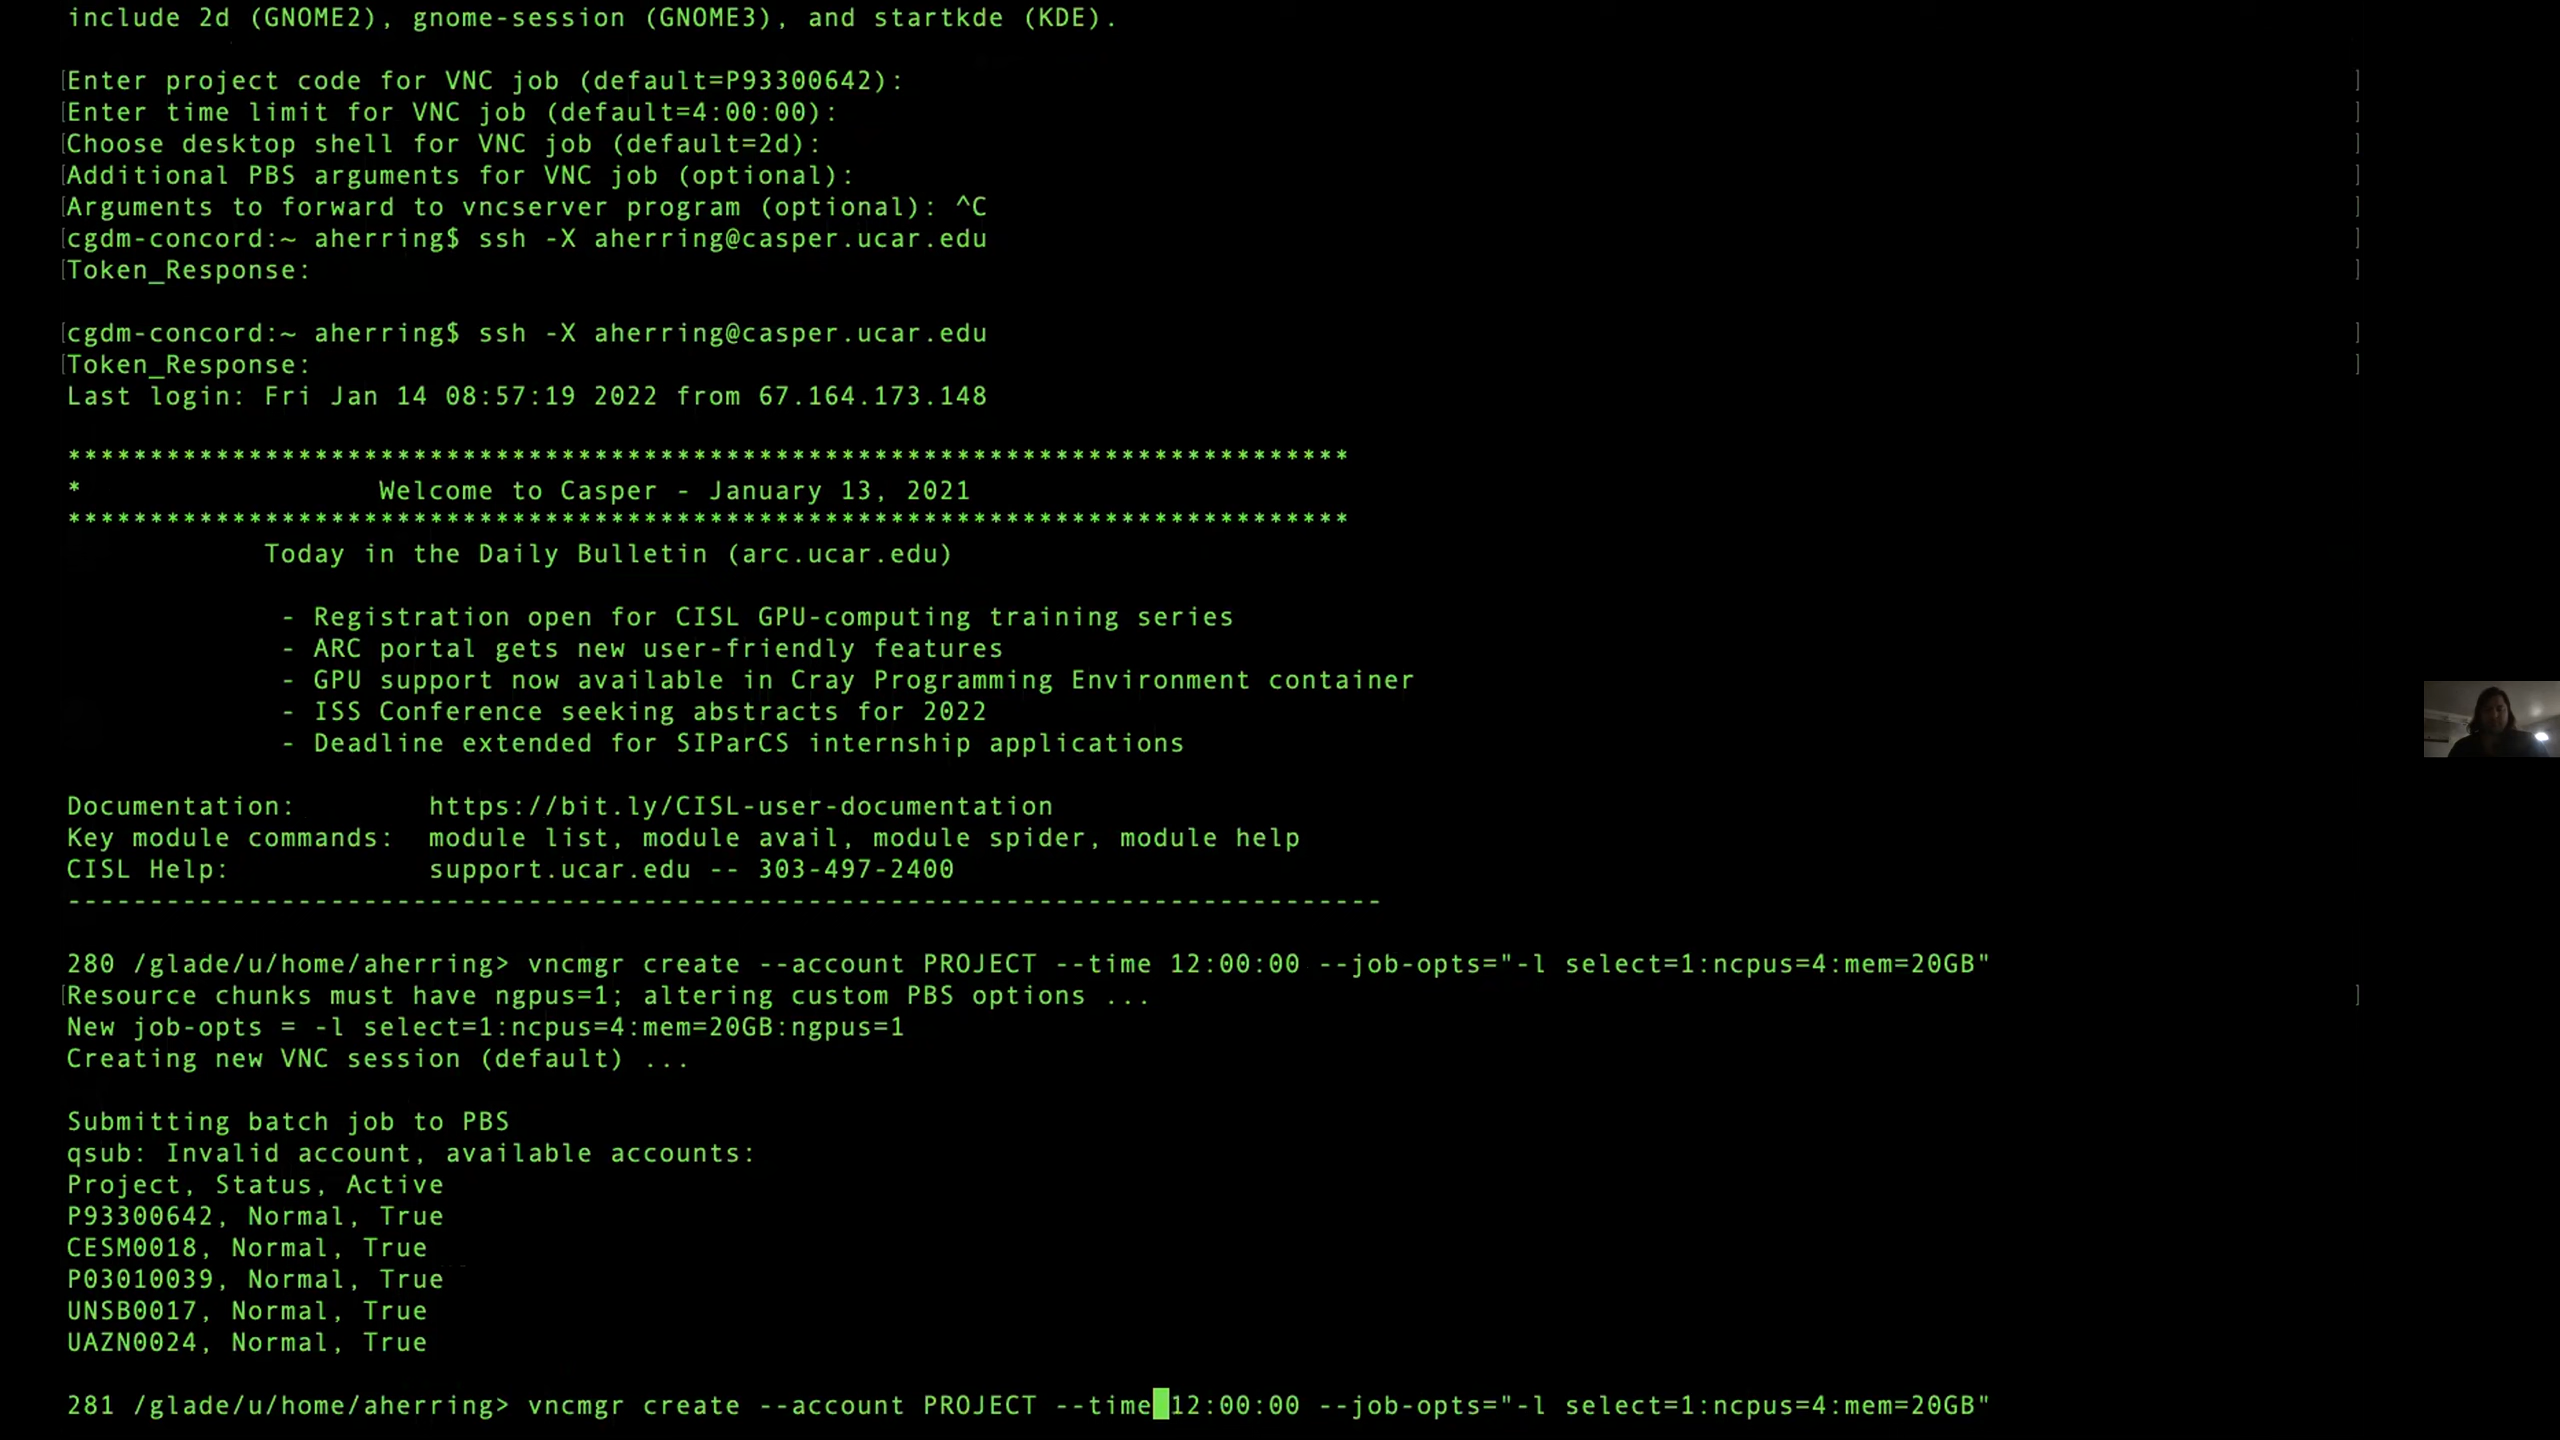 include 2d (GNOME2), gnome-session (GNOME3), and startkde (KDE).
[Enter project code for VNC job (default=P93300642): ]
[Enter time limit for VNC job (default=4:00:00): ]
[Choose desktop shell for VNC job (default=2d): ]
[Additional PBS arguments for VNC job (optional): ]
[Arguments to forward to vncserver program (optional): ^C ]
[cgdm-concord:~ aherring$ ssh -X aherring@casper.ucar.edu ]
[Token_Response: ]
[cgdm-concord:~ aherring$ ssh -X aherring@casper.ucar.edu ]
[Token_Response: ]
Last login: Fri Jan 14 08:57:19 2022 from 67.164.173.148
******************************************************************************
* Welcome to Casper - January 13, 2021
******************************************************************************
Today in the Daily Bulletin (arc.ucar.edu)
- Registration open for CISL GPU-computing training series
- ARC portal gets new user-friendly features
- GPU support now available in Cray Programming Environment container
- ISS Conference seeking abstracts for 2022
- Deadline extended for SIParCS internship applications
Documentation: https://bit.ly/CISL-user-documentation
Key module commands: module list, module avail, module spider, module help
CISL Help: support.ucar.edu -- 303-497-2400
--------------------------------------------------------------------------------
280 /glade/u/home/aherring> vncmgr create --account PROJECT --time 12:00:00 --job-opts="-l select=1:ncpus=4:mem=20GB"
[Resource chunks must have ngpus=1; altering custom PBS options ... ]
New job-opts = -l select=1:ncpus=4:mem=20GB:ngpus=1
Creating new VNC session (default) ...
Submitting batch job to PBS
qsub: Invalid account, available accounts:
Project, Status, Active
P93300642, Normal, True
CESM0018, Normal, True
P03010039, Normal, True
UNSB0017, Normal, True
UAZN0024, Normal, True
281 /glade/u/home/aherring> vncmgr create --account PROJECT --time 12:00:00 --job-opts="-l select=1:ncpus=4:mem=20GB"